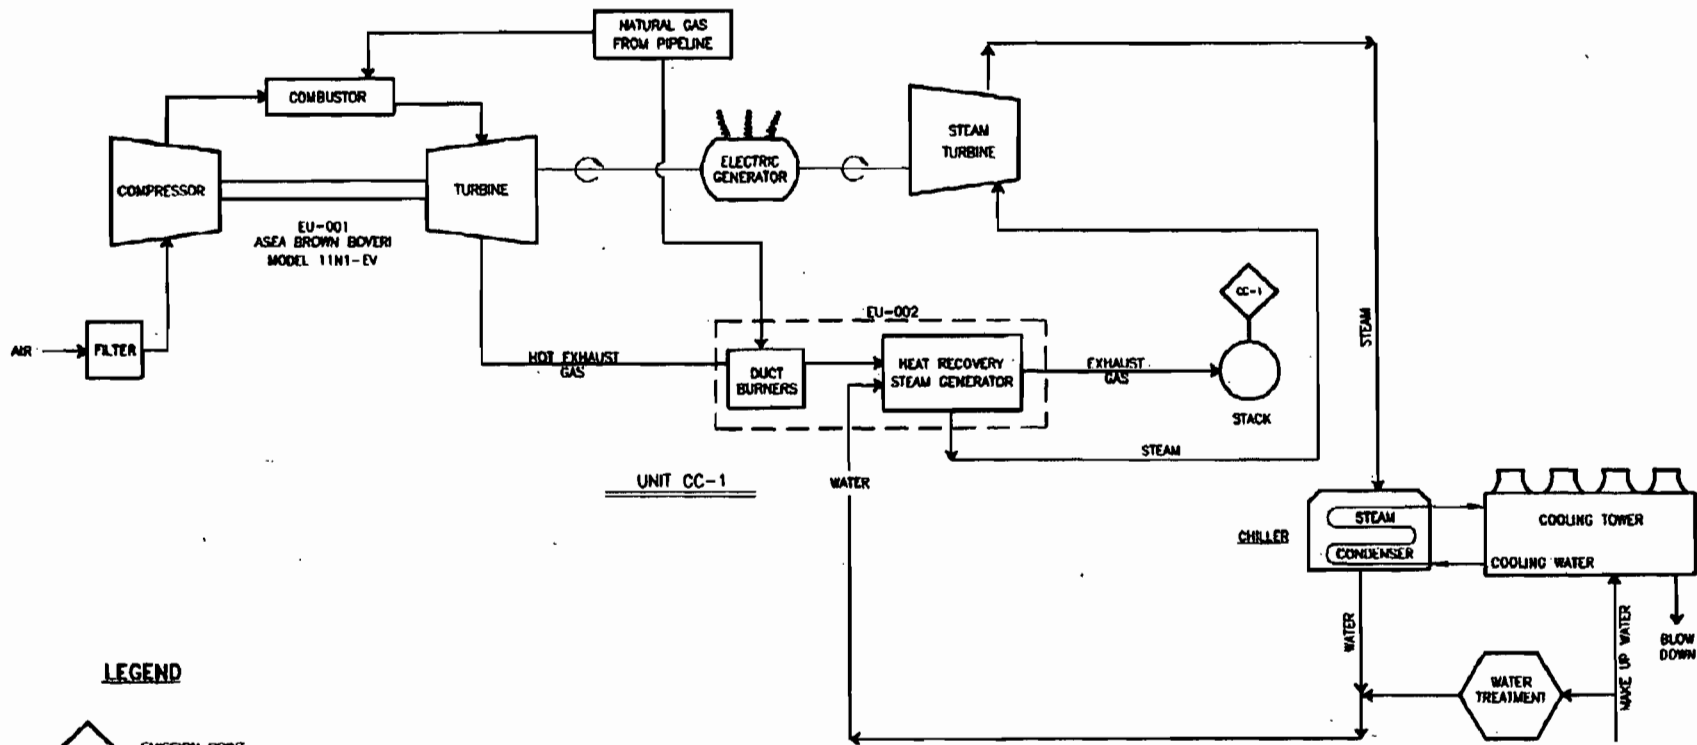 NATURAL GAS
FROM PIPELINE
COMBUSTOR
COMPRESSOR
TURBINE
ELECTRIC
GENERATOR
STEAM
TURBINE
EU-001
ASEA BROWN BOVERI
MODEL 11N1-EV
AIR
FILTER
HOT EXHAUST
GAS
EU-002
DUCT
BURNERS
HEAT RECOVERY
STEAM GENERATOR
EXHAUST
GAS
CC-1
STACK
STEAM
STEAM
UNIT CC-1
WATER
CHILLER
STEAM
CONDENSER
COOLING TOWER
COOLING WATER
WATER
WATER
TREATMENT
MAKE UP WATER
BLOW
DOWN
LEGEND
EMISSION POINT